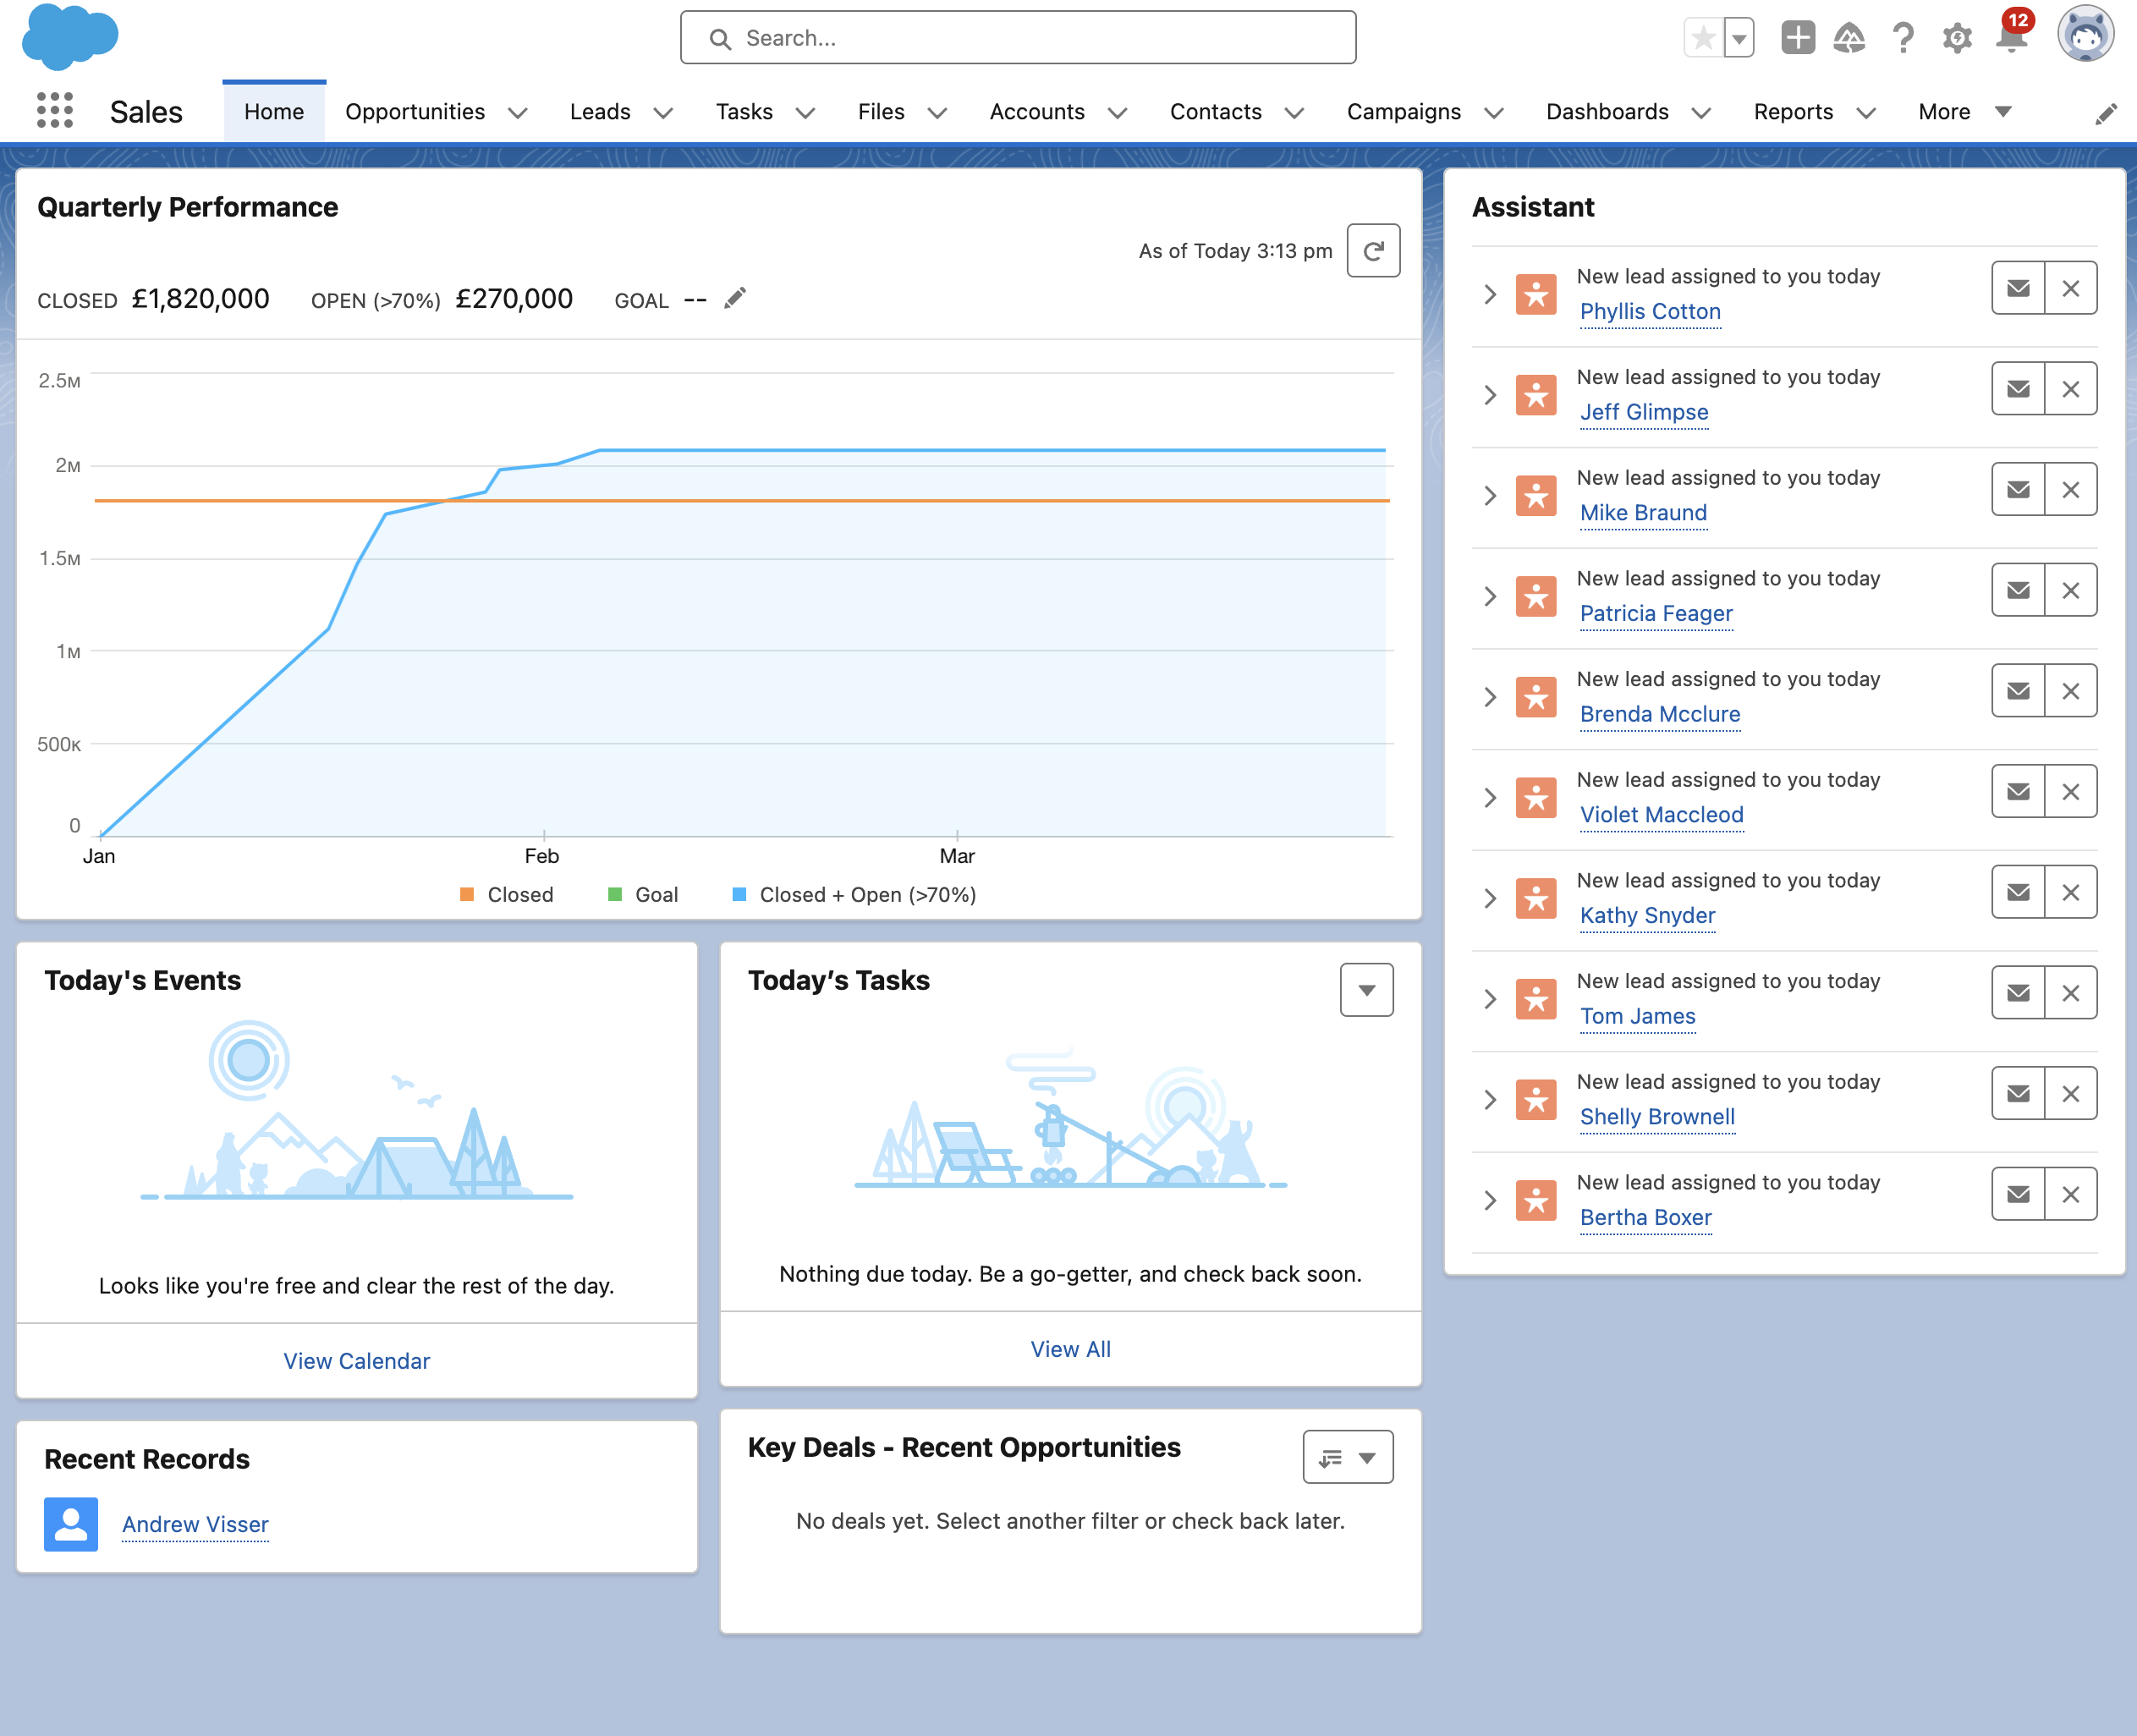 Search...
12
Sales
Home
Opportunities
Leads
Tasks
Files
Accounts
Contacts
Campaigns
Dashboards
Reports
More
Quarterly Performance
As of Today 3:13 pm
CLOSED £1,820,000 OPEN (>70%) £270,000 GOAL --
2.5M
2M
1.5M
1M
500K
0
Jan
Feb
Mar
Closed
Goal
Closed + Open (>70%)
Today's Events
Looks like you're free and clear the rest of the day.
View Calendar
Recent Records
Andrew Visser
Today’s Tasks
Nothing due today. Be a go-getter, and check back soon.
View All
Key Deals - Recent Opportunities
No deals yet. Select another filter or check back later.
Assistant
New lead assigned to you today
Phyllis Cotton
New lead assigned to you today
Jeff Glimpse
New lead assigned to you today
Mike Braund
New lead assigned to you today
Patricia Feager
New lead assigned to you today
Brenda Mcclure
New lead assigned to you today
Violet Maccleod
New lead assigned to you today
Kathy Snyder
New lead assigned to you today
Tom James
New lead assigned to you today
Shelly Brownell
New lead assigned to you today
Bertha Boxer